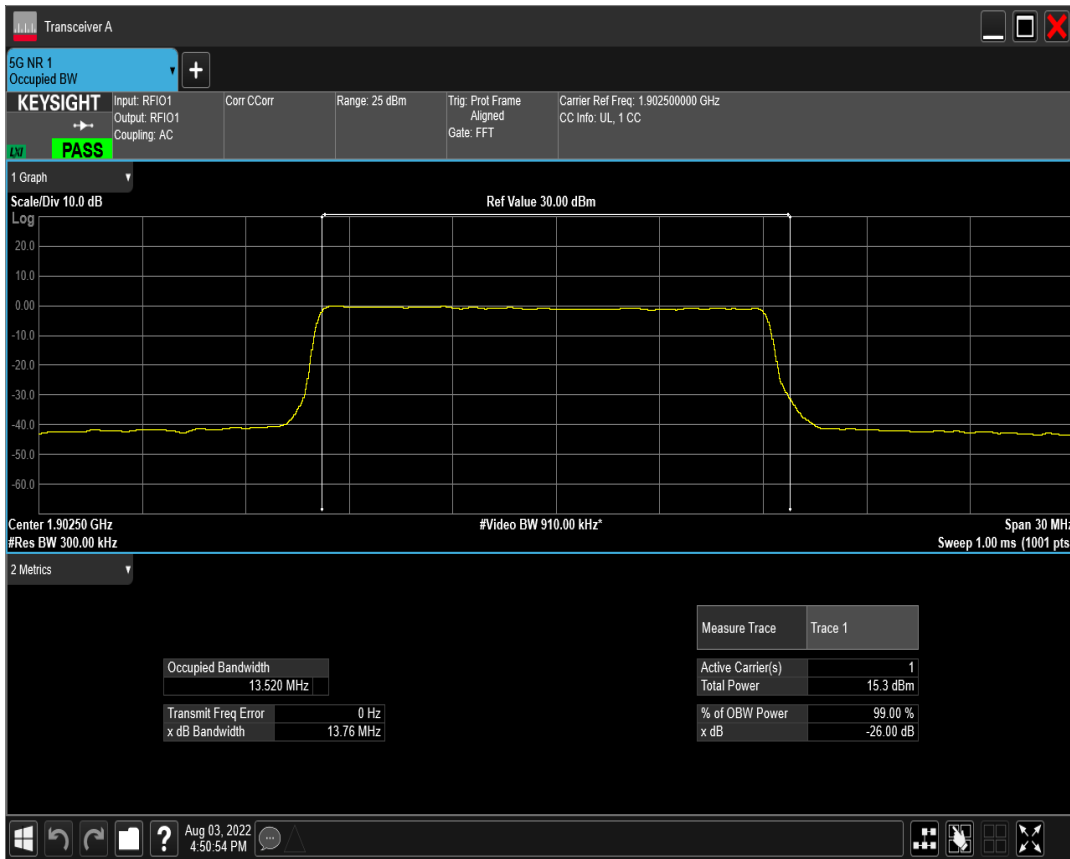 Transceiver A
5G NR 1
Occupied BW
+
KEYSIGHT
LXI
PASS
Input: RFIO1
Output: RFIO1
Coupling: AC
Corr CCorr
Range: 25 dBm
Trig: Prot Frame
Aligned
Gate: FFT
Carrier Ref Freq: 1.902500000 GHz
CC Info: UL, 1 CC
1 Graph
Scale/Div 10.0 dB
Ref Value 30.00 dBm
Log
20.0
10.0
0.00
-10.0
-20.0
-30.0
-40.0
-50.0
-60.0
Center 1.90250 GHz
#Video BW 910.00 kHz*
Span 30 MHz
#Res BW 300.00 kHz
Sweep 1.00 ms (1001 pts
2 Metrics
Measure Trace Trace 1
Occupied Bandwidth
13.520 MHz
Active Carrier(s) 1
Total Power 15.3 dBm
Transmit Freq Error 0 Hz
x dB Bandwidth 13.76 MHz
% of OBW Power 99.00 %
x dB -26.00 dB
?
Aug 03, 2022
4:50:54 PM